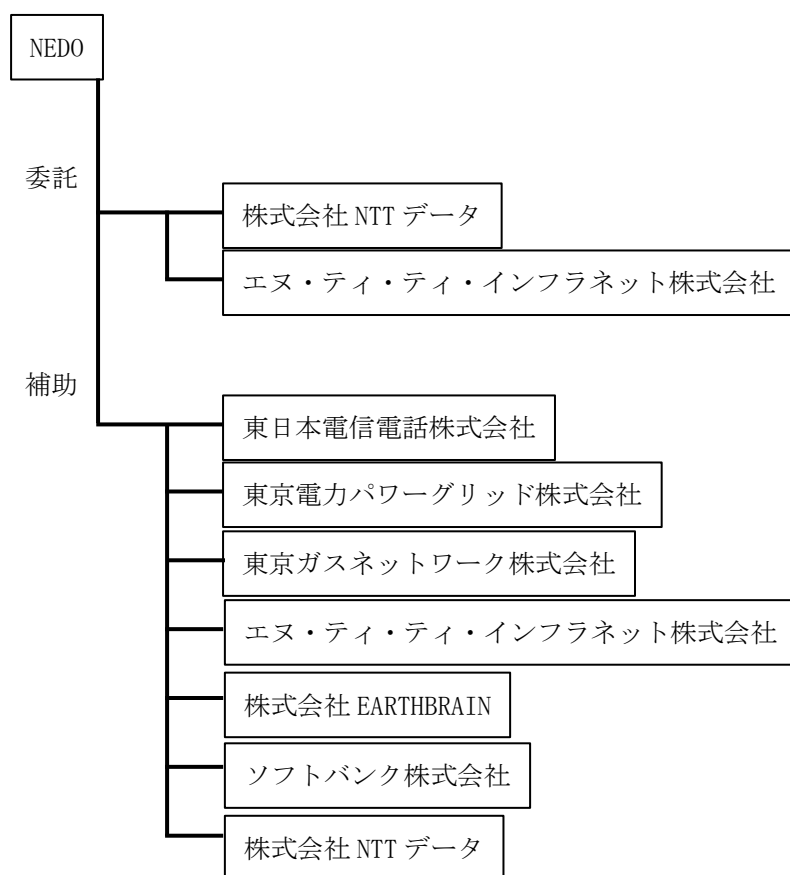 NEDO
委託
株式会社 NTT データ
エヌ・ティ・ティ・インフラネット株式会社
補助
東日本電信電話株式会社
東京電力パワーグリッド株式会社
東京ガスネットワーク株式会社
エヌ・ティ・ティ・インフラネット株式会社
株式会社 EARTHBRAIN
ソフトバンク株式会社
株式会社 NTT データ